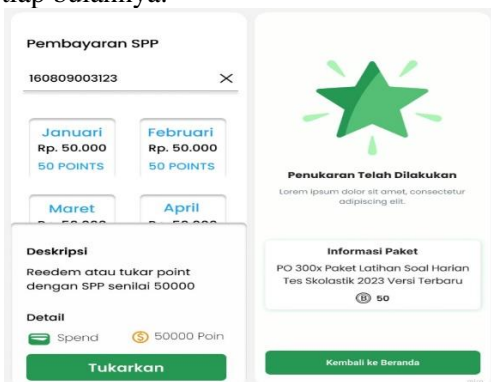 tiap bulannya.
Pembayaran SPP
160809003123
Januari
Rp. 50.000
50 POINTS
Februari
Rp. 50.000
50 POINTS
Maret
April
Deskripsi
Reedem atau tukar point
dengan SPP senilai 50000
Detail
Spend
50000 Poin
Tukarkan
Penukaran Telah Dilakukan
Lorem ipsum dolor sit amet, consectetur
adipiscing elit.
Informasi Paket
PO 300x Paket Latihan Soal Harian
Tes Skolastik 2023 Versi Terbaru
B 50
Kembali ke Beranda